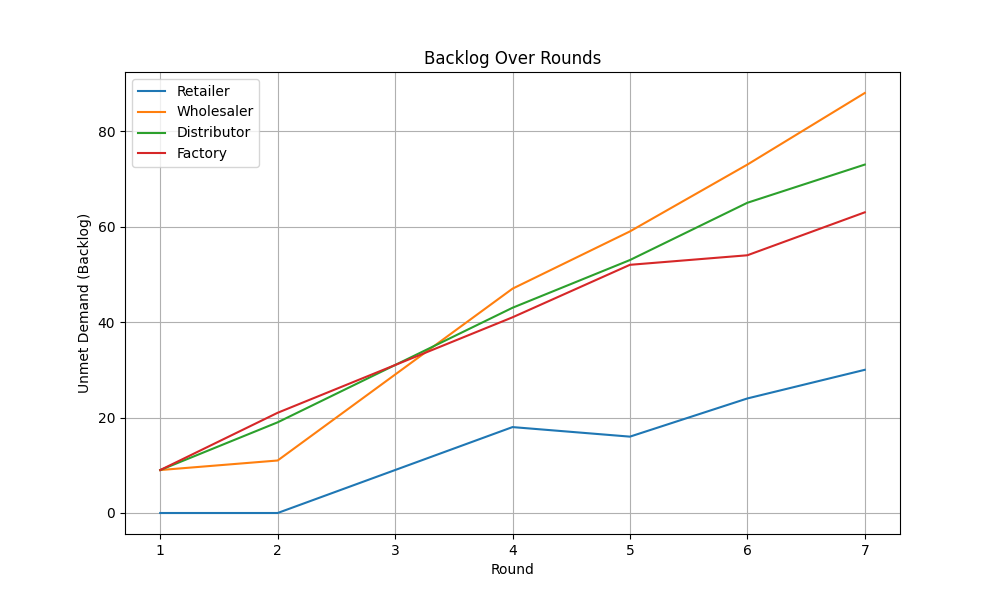 Backlog Over Rounds
Retailer
Wholesaler
Distributor
Factory
Unmet Demand (Backlog)
80
60
40
20
0
1 2 3 4 5 6 7
Round